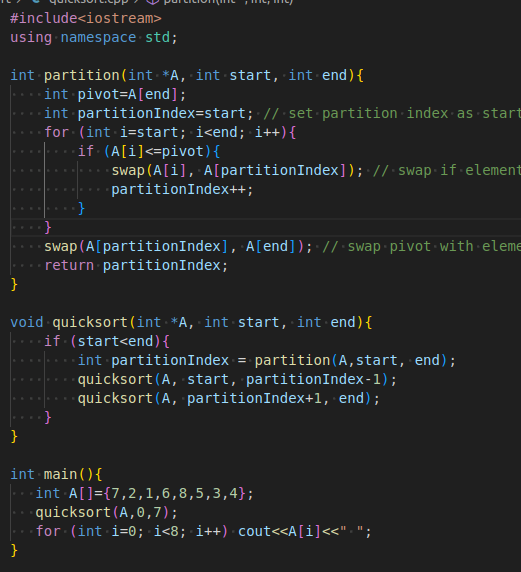 quicksort.cpp > partition(int *, int, int)
#include<iostream>
using namespace std;
int partition(int *A, int start, int end){
int pivot=A[end];
int partitionIndex=start; // set partition index as start
for (int i=start; i<end; i++){
if (A[i]<=pivot){
swap(A[i], A[partitionIndex]); // swap if element
partitionIndex++;
}
}
swap(A[partitionIndex], A[end]); // swap pivot with eleme
return partitionIndex;
}
void quicksort(int *A, int start, int end){
if (start<end){
int partitionIndex = partition(A,start, end);
quicksort(A, start, partitionIndex-1);
quicksort(A, partitionIndex+1, end);
}
}
int main(){
int A[]={7,2,1,6,8,5,3,4};
quicksort(A,0,7);
for (int i=0; i<8; i++) cout<<A[i]<<" ";
}